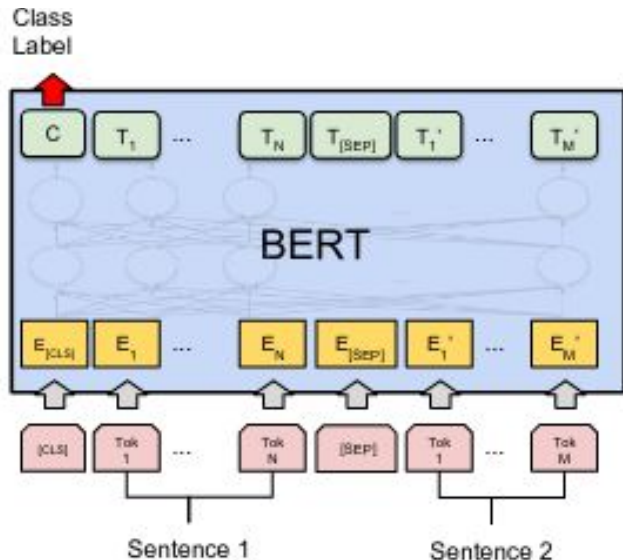 Class
Label
C T1 ... TN T[SEP] T1' ... TM'
BERT
E[CLS] E1 ... EN E[SEP] E1' ... EM'
[CLS] Tok 1 ... Tok N [SEP] Tok 1 ... Tok M
Sentence 1 Sentence 2